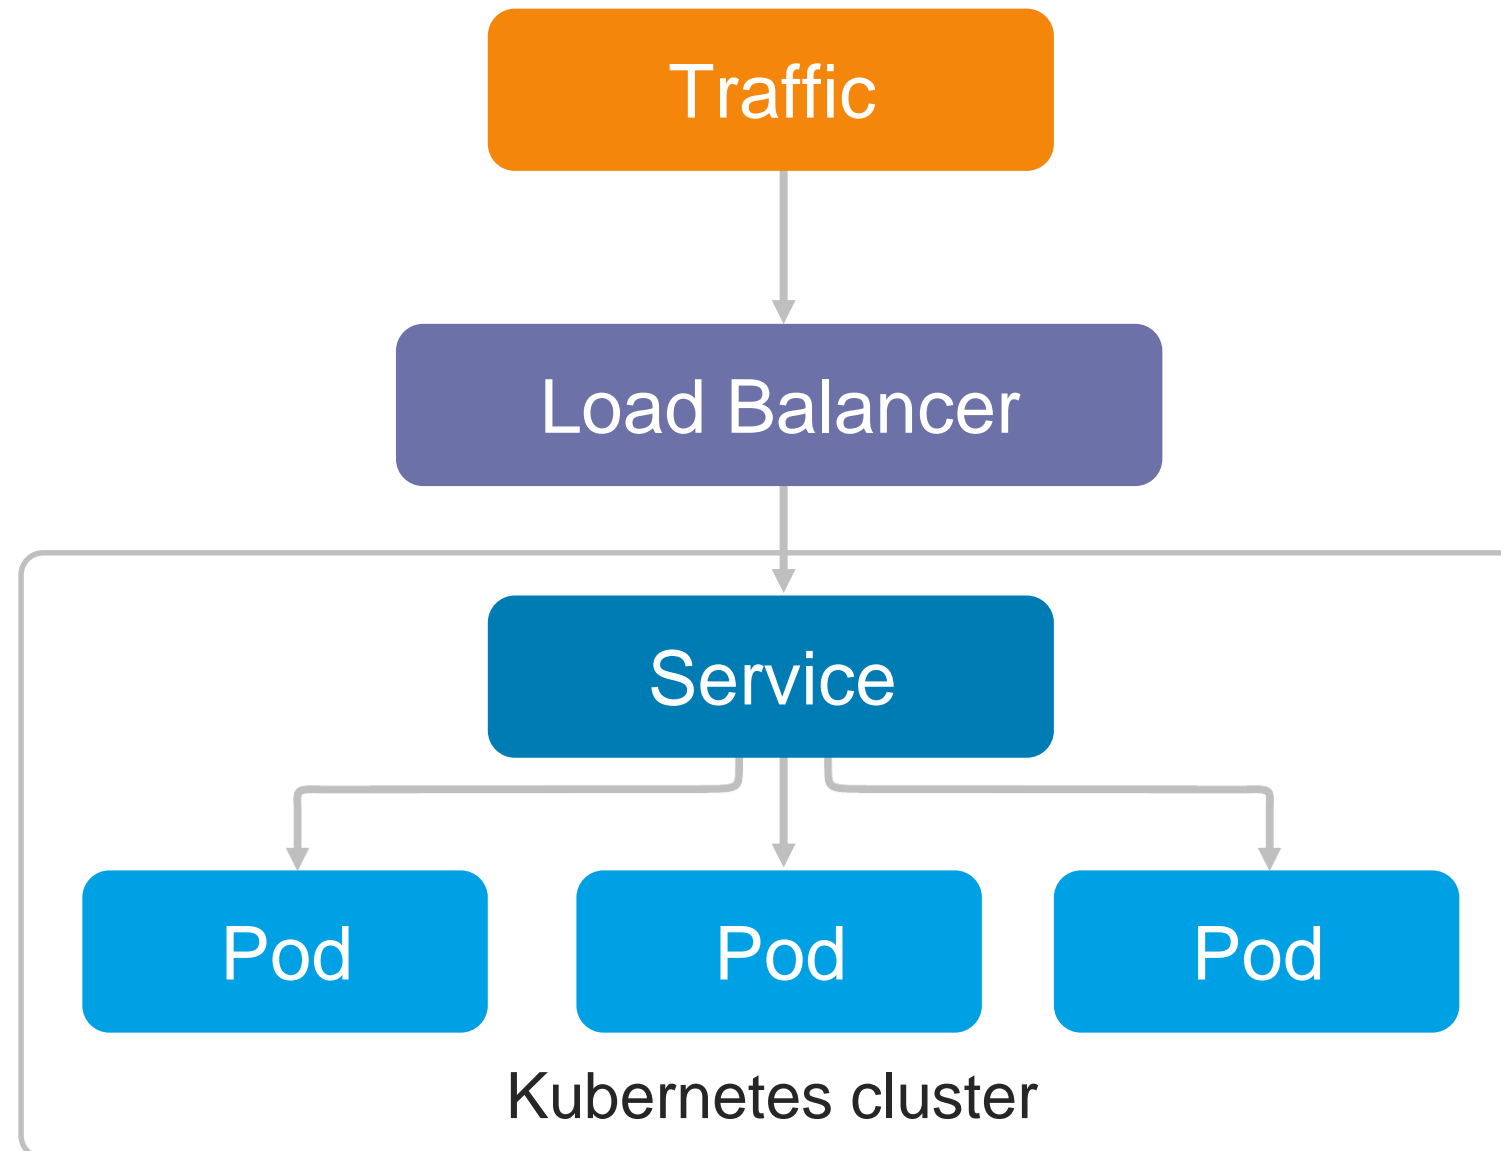 Traffic
Load Balancer
Service
Pod
Pod
Pod
Kubernetes cluster